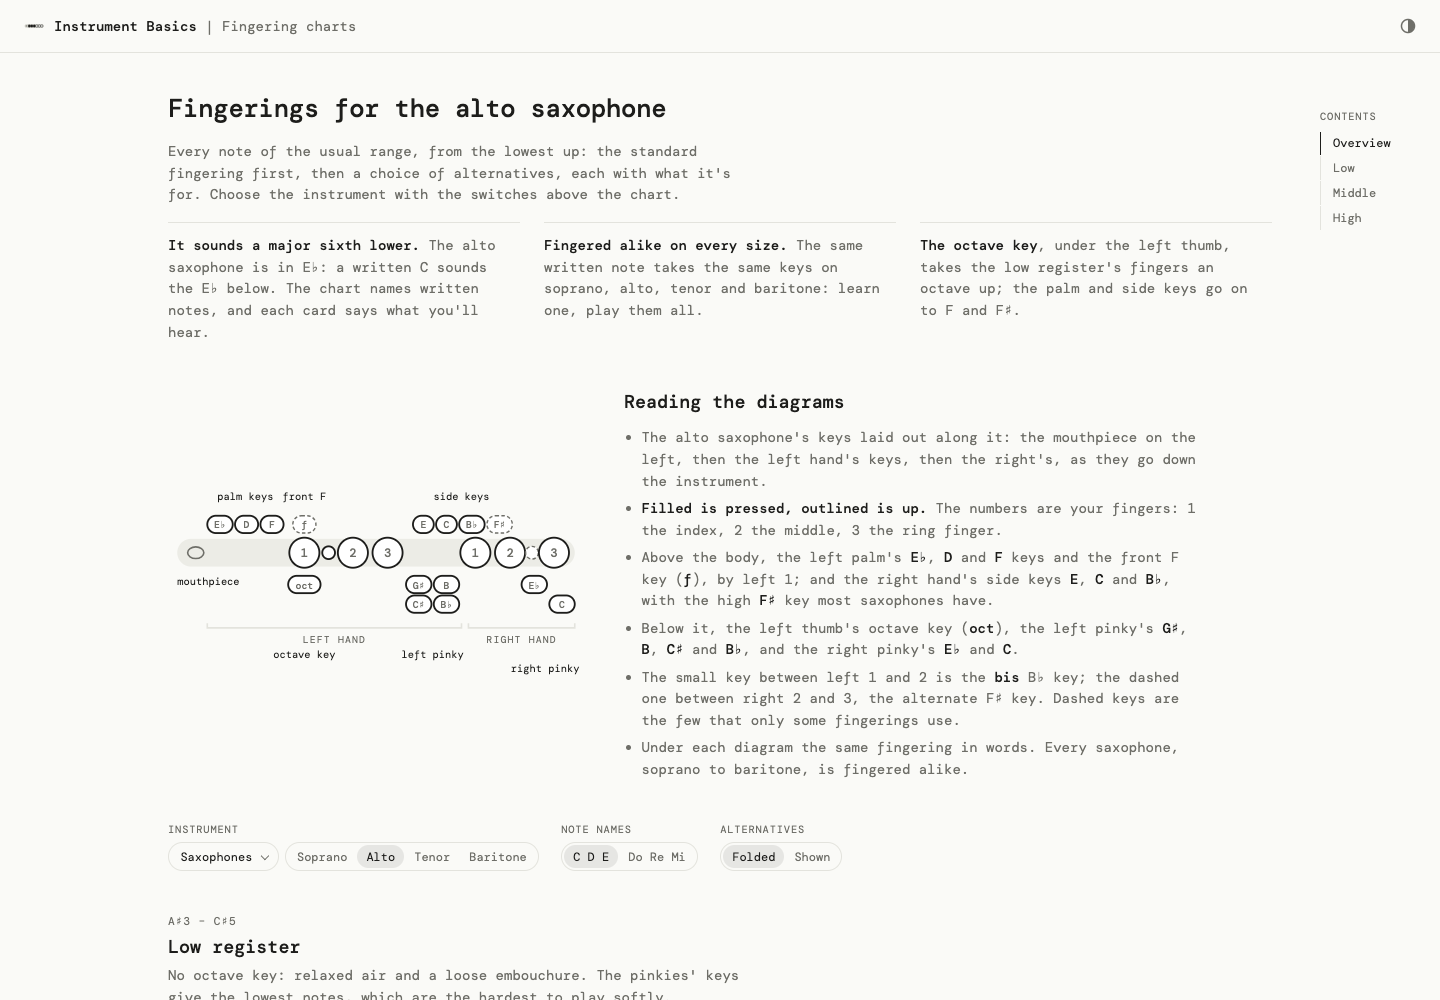 Instrument Basics | Fingering charts
Fingerings for the alto saxophone
Every note of the usual range, from the lowest up: the standard
fingering first, then a choice of alternatives, each with what it's
for. Choose the instrument with the switches above the chart.
CONTENTS
Overview
Low
Middle
High
It sounds a major sixth lower. The alto
saxophone is in E♭: a written C sounds
the E♭ below. The chart names written
notes, and each card says what you'll
hear.
Fingered alike on every size. The same
written note takes the same keys on
soprano, alto, tenor and baritone: learn
one, play them all.
The octave key, under the left thumb,
takes the low register's fingers an
octave up; the palm and side keys go on
to F and F♯.
palm keys front F side keys
E♭ D F f E C B♭ F♯
1 2 3 1 2 3
mouthpiece
oct G♯ B E♭
C♯ B♭ C
LEFT HAND RIGHT HAND
octave key left pinky
right pinky
Reading the diagrams
• The alto saxophone's keys laid out along it: the mouthpiece on the
left, then the left hand's keys, then the right's, as they go down
the instrument.
• Filled is pressed, outlined is up. The numbers are your fingers: 1
the index, 2 the middle, 3 the ring finger.
• Above the body, the left palm's E♭, D and F keys and the front F
key (f), by left 1; and the right hand's side keys E, C and B♭,
with the high F♯ key most saxophones have.
• Below it, the left thumb's octave key (oct), the left pinky's G♯,
B, C♯ and B♭, and the right pinky's E♭ and C.
• The small key between left 1 and 2 is the bis B♭ key; the dashed
one between right 2 and 3, the alternate F♯ key. Dashed keys are
the few that only some fingerings use.
• Under each diagram the same fingering in words. Every saxophone,
soprano to baritone, is fingered alike.
INSTRUMENT NOTE NAMES ALTERNATIVES
Saxophones Soprano Alto Tenor Baritone C D E Do Re Mi Folded Shown
A♯3 – C♯5
Low register
No octave key: relaxed air and a loose embouchure. The pinkies' keys
give the lowest notes, which are the hardest to play softly.